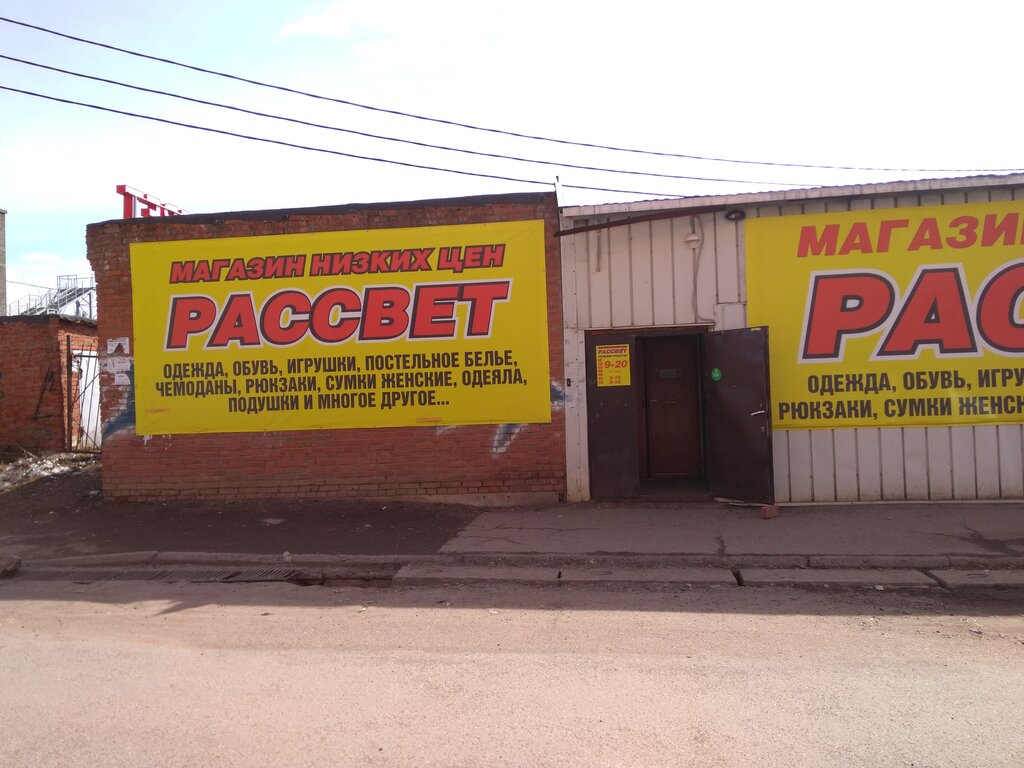 МАГАЗИН НИЗКИХ ЦЕН
РАССВЕТ
ОДЕЖДА, ОБУВЬ, ИГРУШКИ, ПОСТЕЛЬНОЕ БЕЛЬЕ,
ЧЕМОДАНЫ, РЮКЗАКИ, СУМКИ ЖЕНСКИЕ, ОДЕЯЛА,
ПОДУШКИ И МНОГОЕ ДРУГОЕ...
РАССВЕТ
9-20
МАГАЗИ
РАС
ОДЕЖДА, ОБУВЬ, ИГРУ
РЮКЗАКИ, СУМКИ ЖЕНСК